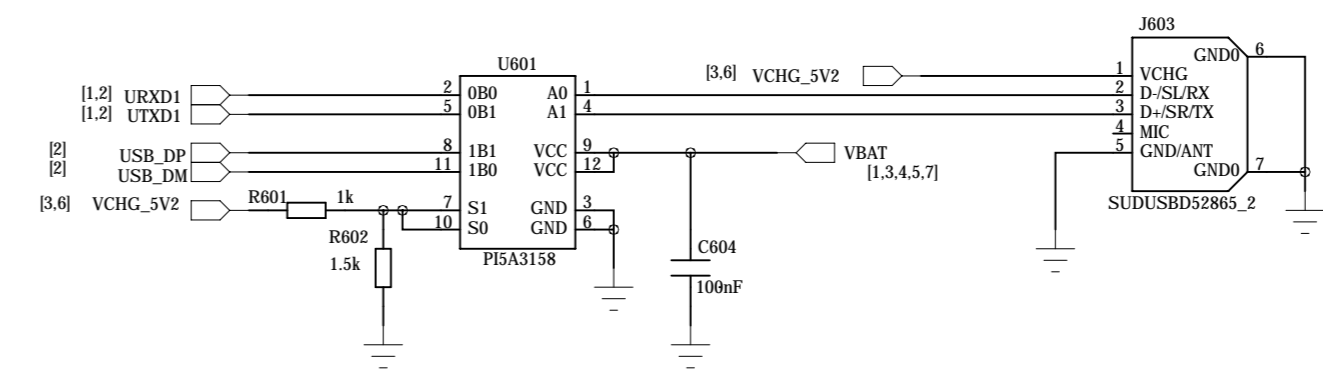 J603
GND0 6
[3,6] VCHG_5V2
1 VCHG
2 D-/SL/RX
3 D+/SR/TX
4 MIC
5 GND/ANT
GND0 7
SUDUSBD52865_2
U601
[1,2] URXD1 2 0B0 A0 1
[1,2] UTXD1 5 0B1 A1 4
[2] USB_DP 8 1B1 VCC 9
[2] USB_DM 11 1B0 VCC 12
VBAT
[1,3,4,5,7]
[3,6] VCHG_5V2 R601 1k 7 S1 GND 3
10 S0 GND 6
PI5A3158
R602
1.5k
C604
100nF